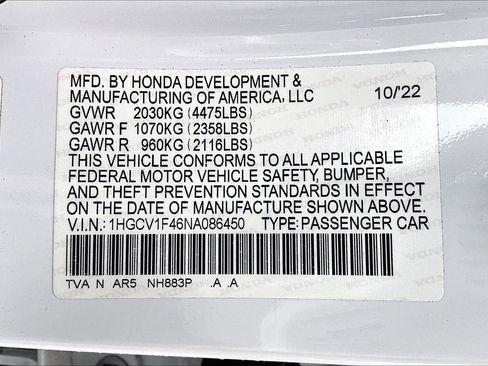 MFD. BY HONDA DEVELOPMENT &
MANUFACTURING OF AMERICA, LLC 10/'22
GVWR 2030KG (4475LBS)
GAWR F 1070KG (2358LBS)
GAWR R 960KG (2116LBS)
THIS VEHICLE CONFORMS TO ALL APPLICABLE
FEDERAL MOTOR VEHICLE SAFETY, BUMPER,
AND THEFT PREVENTION STANDARDS IN EFFECT
ON THE DATE OF MANUFACTURE SHOWN ABOVE.
V.I.N.: 1HGCV1F46NA086450 TYPE:PASSENGER CAR
TVA N AR5 NH883P .A .A